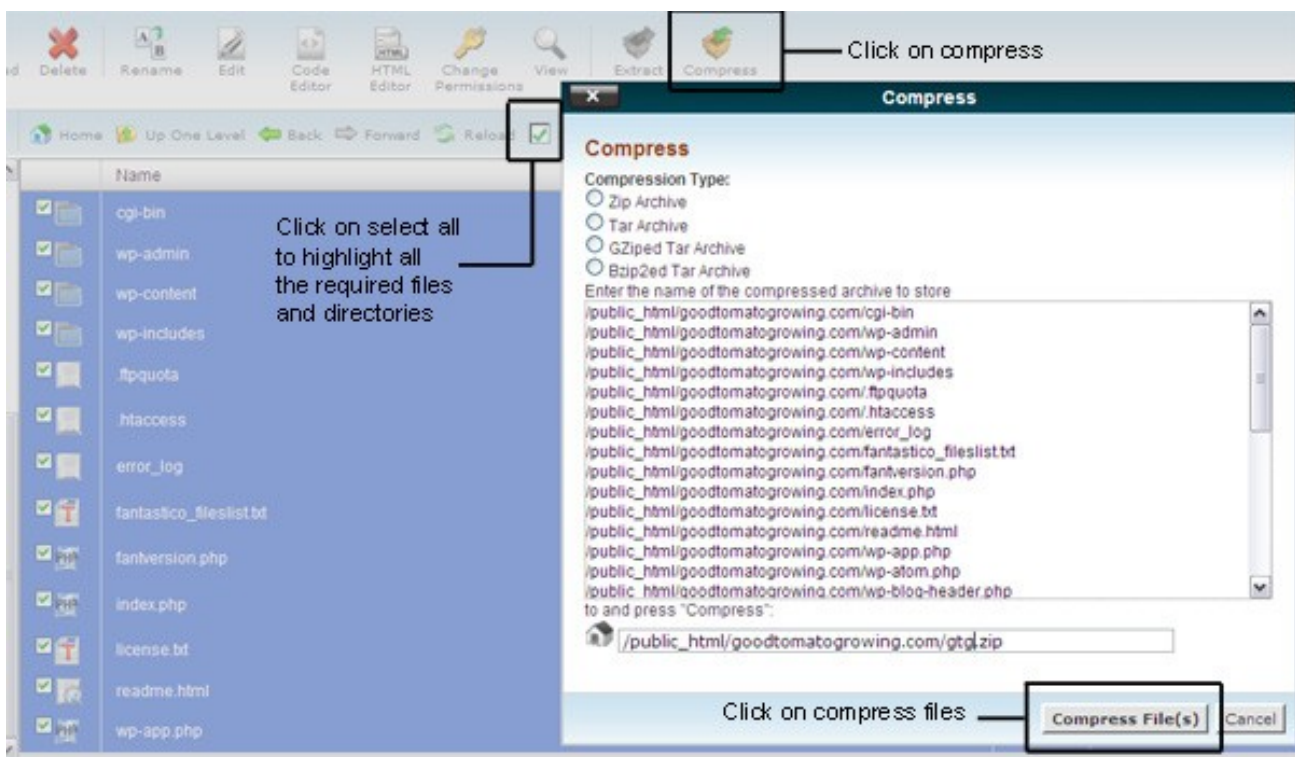 Delete Rename Edit Code Editor HTML Editor Change Permissions View Extract Compress
Click on compress
Compress
Home Up One Level Back Forward Reload
Name
cgi-bin
wp-admin
wp-content
wp-includes
.ftpquota
.htaccess
error_log
fantastico_fileslist.txt
fantversion.php
index.php
license.txt
readme.html
wp-app.php
Click on select all
to highlight all
the required files
and directories
Compress
Compression Type:
Zip Archive
Tar Archive
GZiped Tar Archive
Bzip2ed Tar Archive
Enter the name of the compressed archive to store
/public_html/goodtomatogrowing.com/cgi-bin
/public_html/goodtomatogrowing.com/wp-admin
/public_html/goodtomatogrowing.com/wp-content
/public_html/goodtomatogrowing.com/wp-includes
/public_html/goodtomatogrowing.com/.ftpquota
/public_html/goodtomatogrowing.com/.htaccess
/public_html/goodtomatogrowing.com/error_log
/public_html/goodtomatogrowing.com/fantastico_fileslist.txt
/public_html/goodtomatogrowing.com/fantversion.php
/public_html/goodtomatogrowing.com/index.php
/public_html/goodtomatogrowing.com/license.txt
/public_html/goodtomatogrowing.com/readme.html
/public_html/goodtomatogrowing.com/wp-app.php
/public_html/goodtomatogrowing.com/wp-atom.php
/public_html/goodtomatogrowing.com/wp-blog-header.php
to and press "Compress":
/public_html/goodtomatogrowing.com/gtg.zip
Click on compress files
Compress File(s) Cancel